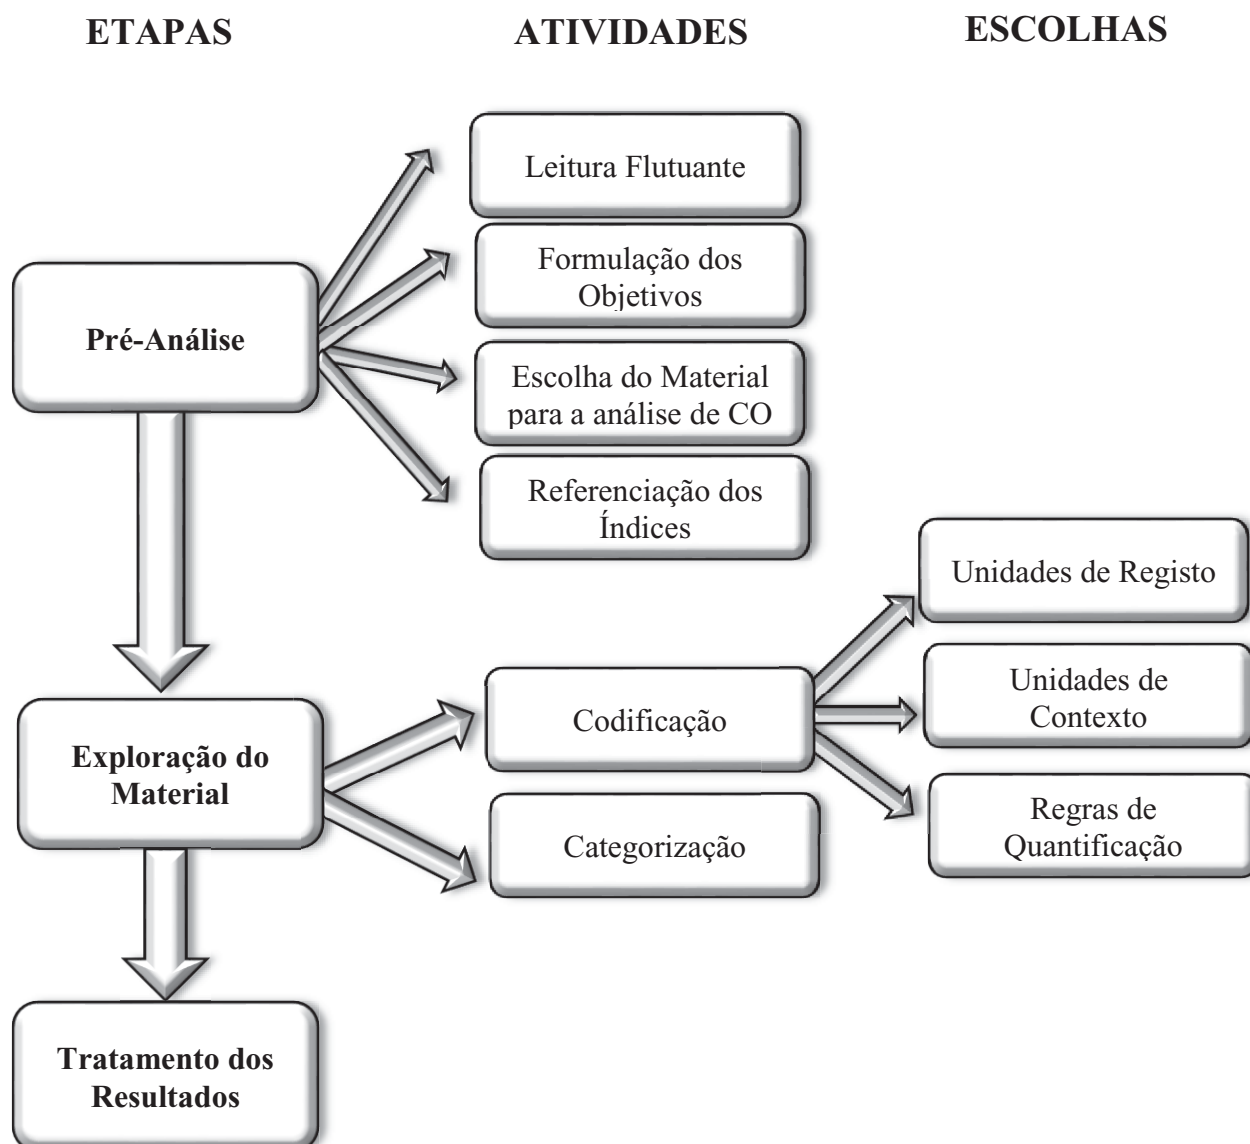 ETAPAS
ATIVIDADES
ESCOLHAS
Leitura Flutuante
Formulação dos
Objetivos
Pré-Análise
Escolha do Material
para a análise de CO
Referenciação dos
Índices
Unidades de Registo
Exploração do
Material
Codificação
Unidades de
Contexto
Categorização
Regras de
Quantificação
Tratamento dos
Resultados